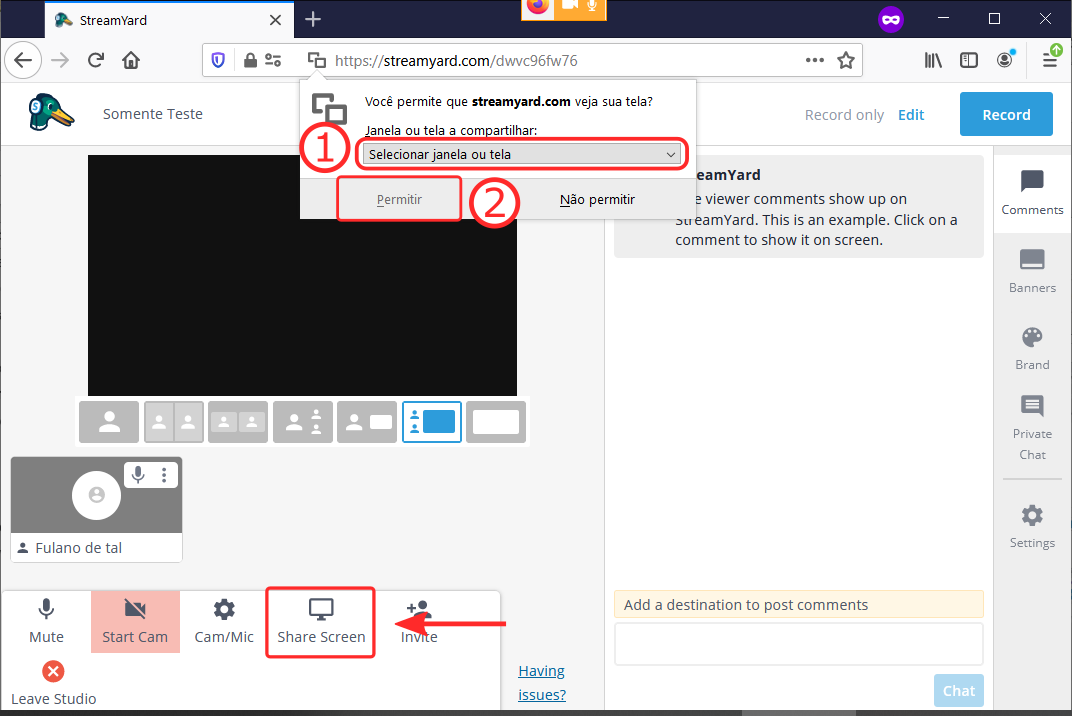 StreamYard
https://streamyard.com/dwvc96fw76
S
Somente Teste
Você permite que streamyard.com veja sua tela?
Janela ou tela a compartilhar:
1
Selecionar janela ou tela
Permitir
2
Não permitir
Record only
Edit
Record
eamYard
viewer comments show up on
StreamYard. This is an example. Click on a
comment to show it on screen.
Comments
Banners
Brand
Private
Chat
Settings
Fulano de tal
Mute
Start Cam
Cam/Mic
Share Screen
Invite
Leave Studio
Having
issues?
Add a destination to post comments
Chat